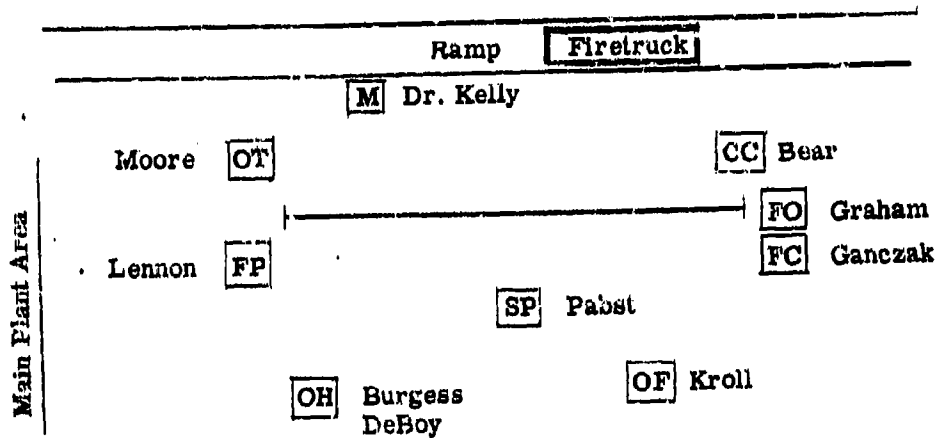 Ramp Firetruck
M Dr. Kelly
Moore OT CC Bear
FO Graham
Lennon FP FC Ganczak
SP Pabst
OH Burgess OF Kroll
DeBoy
Main Plant Area